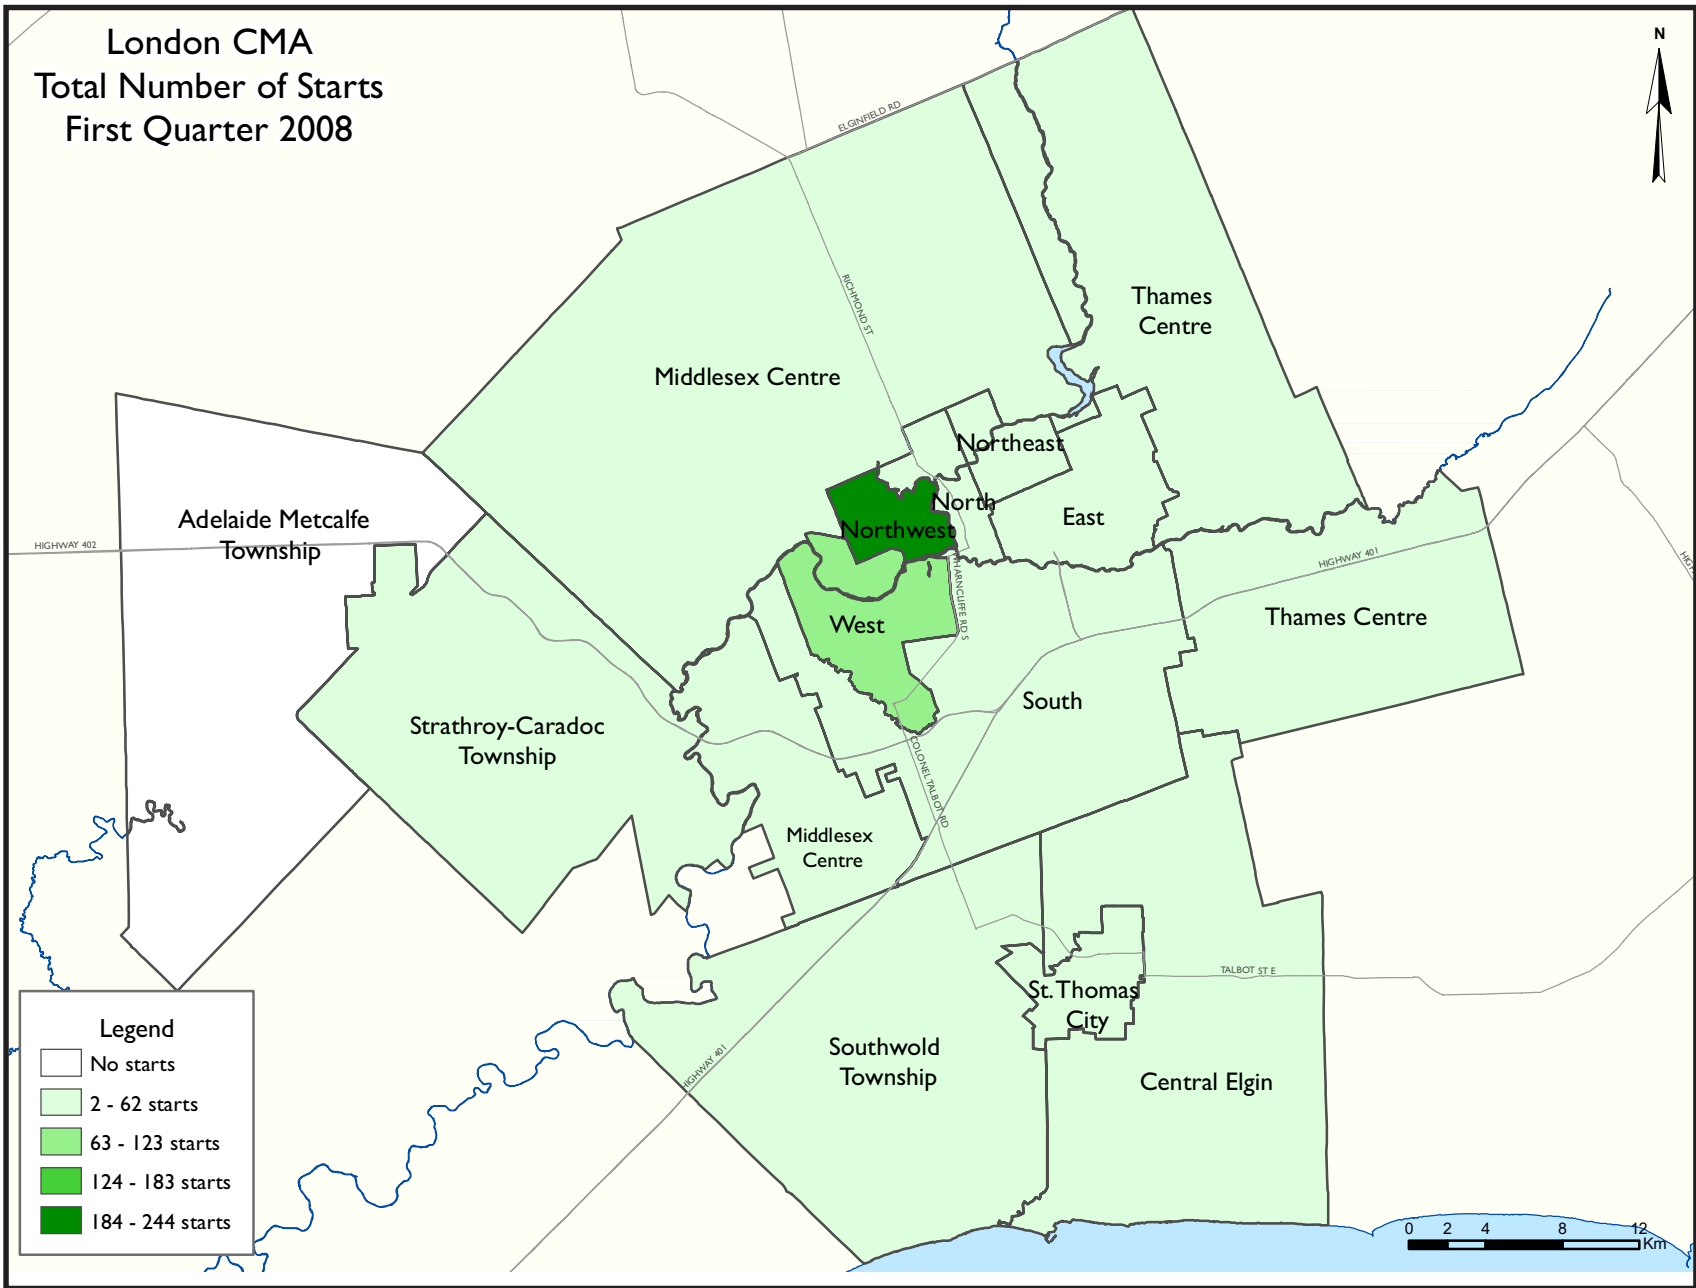 London CMA
Total Number of Starts
First Quarter 2008
N
ELGINFIELD RD
RICHMOND ST
Thames
Centre
Middlesex Centre
Northeast
North
Northwest
East
Adelaide Metcalfe
Township
HIGHWAY 402
HIGHWAY 401
WHARNCLIFFE RD S
West
Thames Centre
South
Strathroy-Caradoc
Township
COLONEL TALBOT RD
Middlesex
Centre
TALBOT ST E
St. Thomas
City
Southwold
Township
HIGHWAY 401
Central Elgin
Legend
No starts
2 - 62 starts
63 - 123 starts
124 - 183 starts
184 - 244 starts
0 2 4 8 12
Km